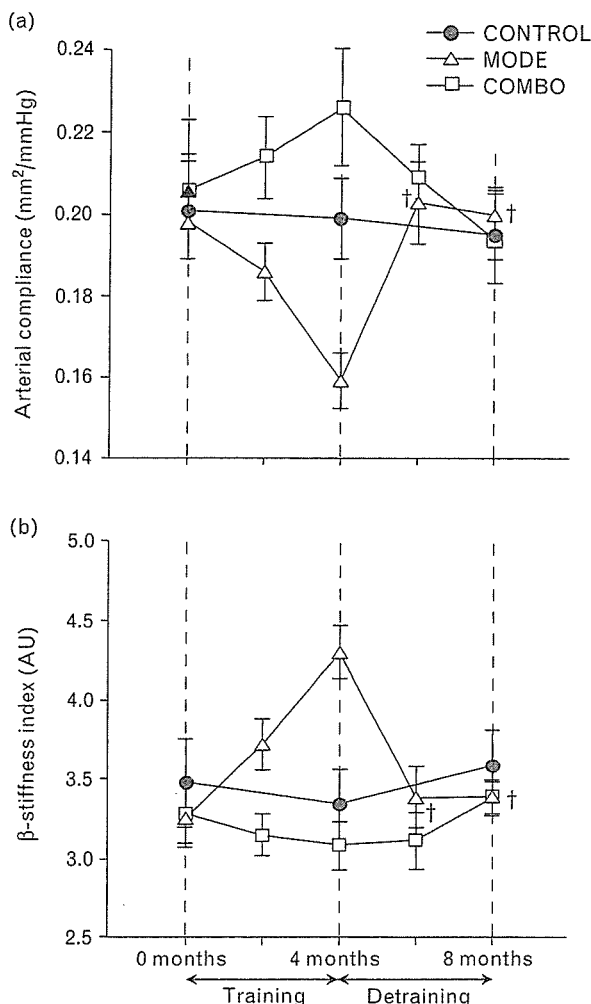 (a)
CONTROL
MODE
COMBO
Arterial compliance (mm²/mmHg)
0.24
0.22
0.20
0.18
0.16
0.14
†
†
(b)
β-stiffness index (AU)
5.0
4.5
4.0
3.5
3.0
2.5
†
†
0 months 4 months 8 months
Training Detraining